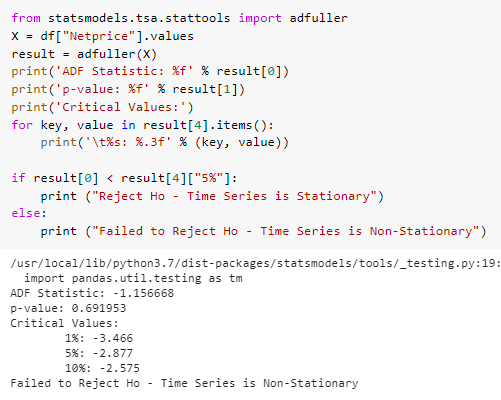 from statsmodels.tsa.stattools import adfuller
X = df["Netprice"].values
result = adfuller(X)
print('ADF Statistic: %f' % result[0])
print('p-value: %f' % result[1])
print('Critical Values:')
for key, value in result[4].items():
    print('\t%s: %.3f' % (key, value))

if result[0] < result[4]["5%"]:
    print ("Reject Ho - Time Series is Stationary")
else:
    print ("Failed to Reject Ho - Time Series is Non-Stationary")
/usr/local/lib/python3.7/dist-packages/statsmodels/tools/_testing.py:19:
  import pandas.util.testing as tm
ADF Statistic: -1.156668
p-value: 0.691953
Critical Values:
        1%: -3.466
        5%: -2.877
        10%: -2.575
Failed to Reject Ho - Time Series is Non-Stationary